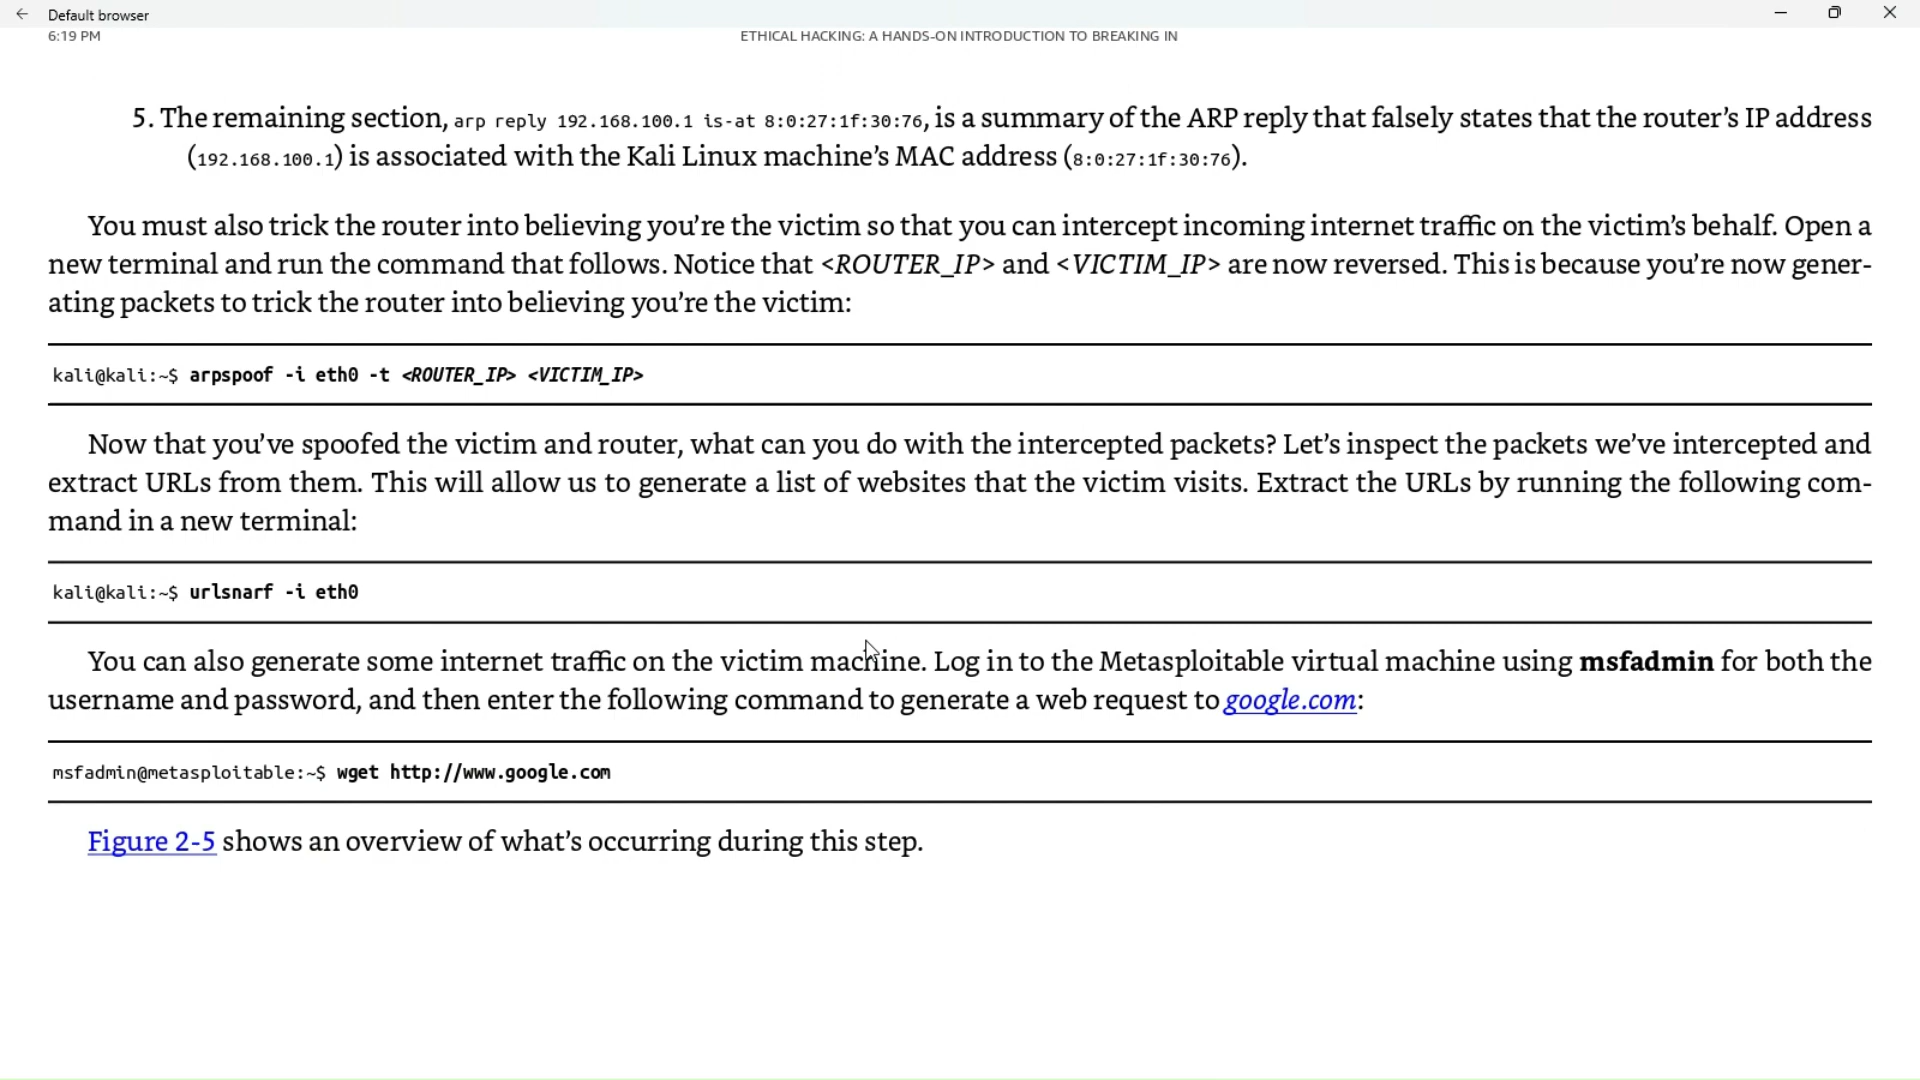 Default browser
6:19 PM
ETHICAL HACKING: A HANDS-ON INTRODUCTION TO BREAKING IN
5. The remaining section, arp reply 192.168.100.1 is-at 8:0:27:1f:30:76, is a summary of the ARP reply that falsely states that the router’s IP address
(192.168.100.1) is associated with the Kali Linux machine’s MAC address (8:0:27:1f:30:76).
You must also trick the router into believing you’re the victim so that you can intercept incoming internet traffic on the victim’s behalf. Open a
new terminal and run the command that follows. Notice that <ROUTER_IP> and <VICTIM_IP> are now reversed. This is because you’re now gener-
ating packets to trick the router into believing you’re the victim:
kali@kali:~$ arpspoof -i eth0 -t <ROUTER_IP> <VICTIM_IP>
Now that you’ve spoofed the victim and router, what can you do with the intercepted packets? Let’s inspect the packets we’ve intercepted and
extract URLs from them. This will allow us to generate a list of websites that the victim visits. Extract the URLs by running the following com-
mand in a new terminal:
kali@kali:~$ urlsnarf -i eth0
You can also generate some internet traffic on the victim machine. Log in to the Metasploitable virtual machine using msfadmin for both the
username and password, and then enter the following command to generate a web request to google.com:
msfadmin@metasploitable:~$ wget http://www.google.com
Figure 2-5 shows an overview of what’s occurring during this step.